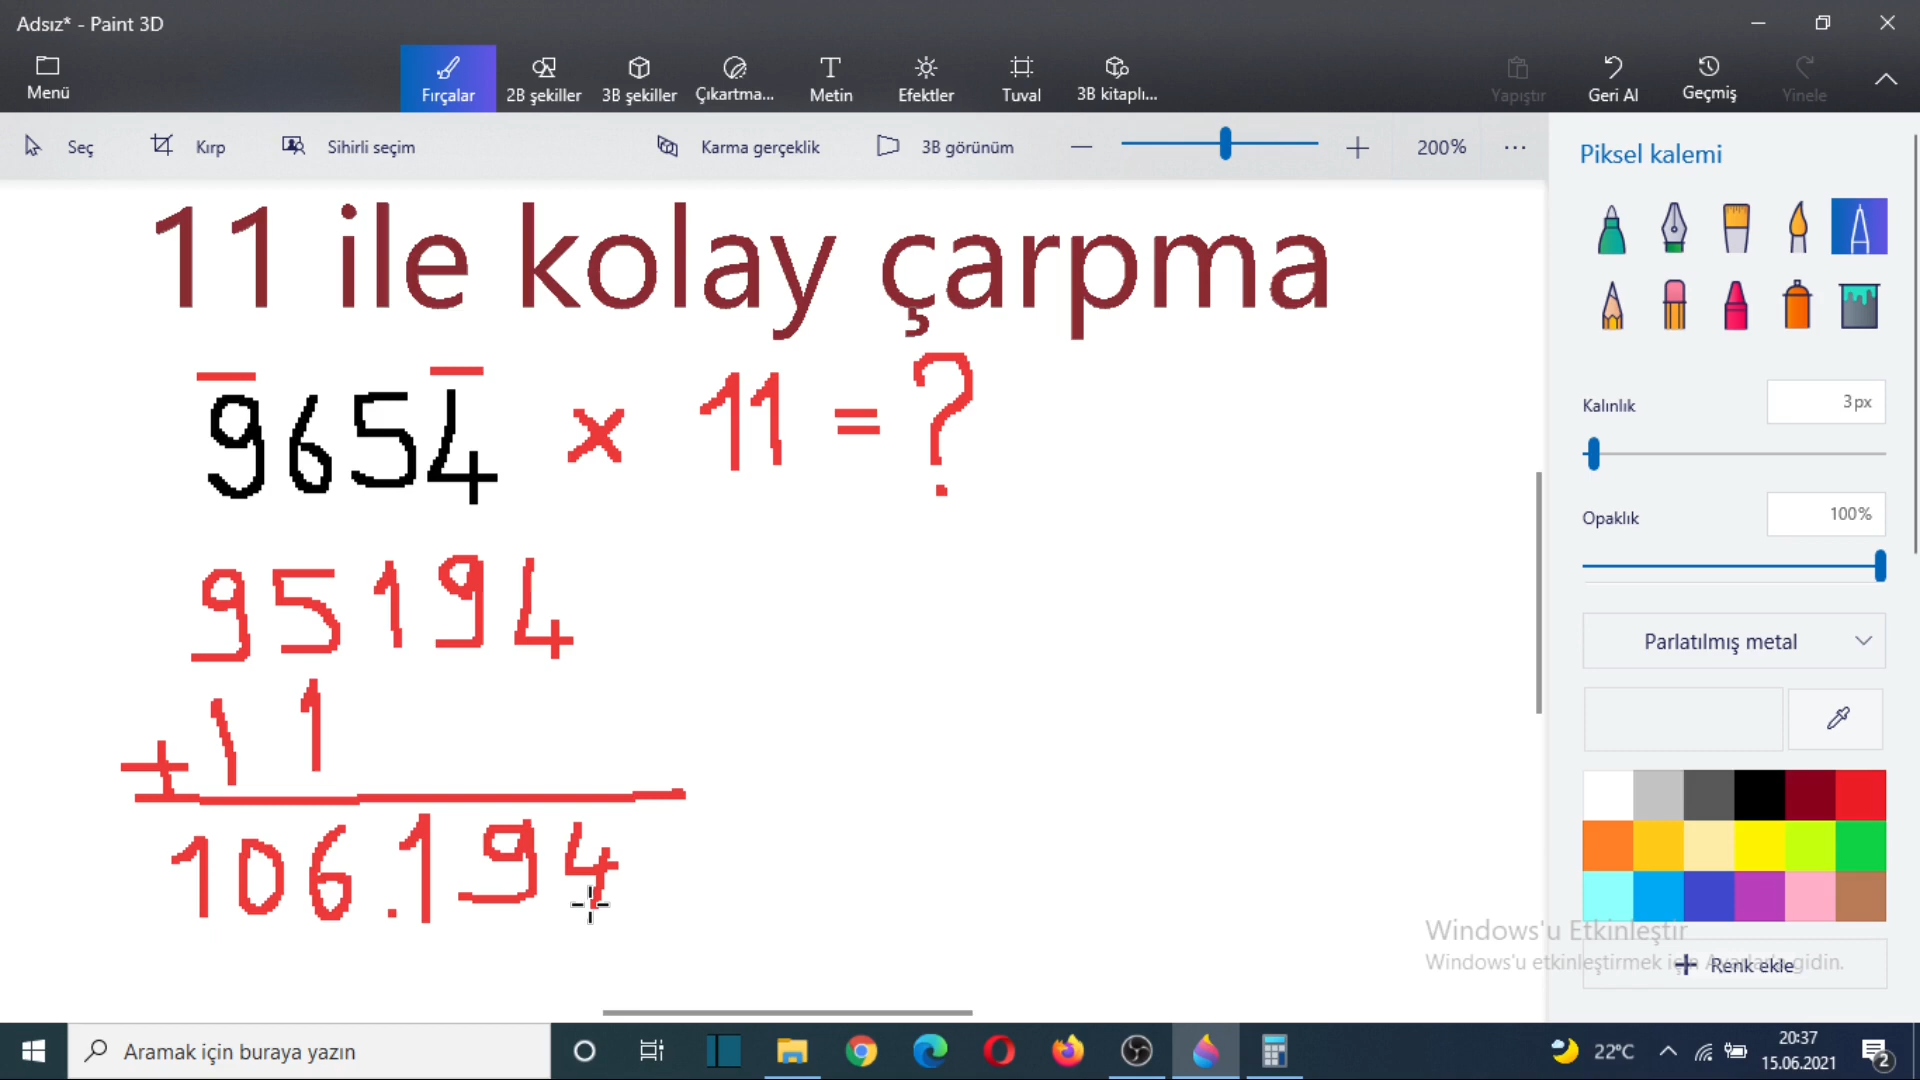 Adsız* - Paint 3D
Menü
Fırçalar
2B şekiller
3B şekiller
Çıkartma...
Metin
Efektler
Tuval
3B kitaplı...
Yapıştır
Geri Al
Geçmiş
Yinele
Seç
Kırp
Sihirli seçim
Karma gerçeklik
3B görünüm
200%
Piksel kalemi
11 ile kolay çarpma
9654 × 11 = ?
95194
+ 1 1
106.194
Kalınlık
3px
Opaklık
100%
Parlatılmış metal
Windows'u Etkinleştir
Windows'u etkinleştirmek için Ayarlar'a gidin.
+ Renk ekle
Aramak için buraya yazın
22°C
20:37
15.06.2021
2